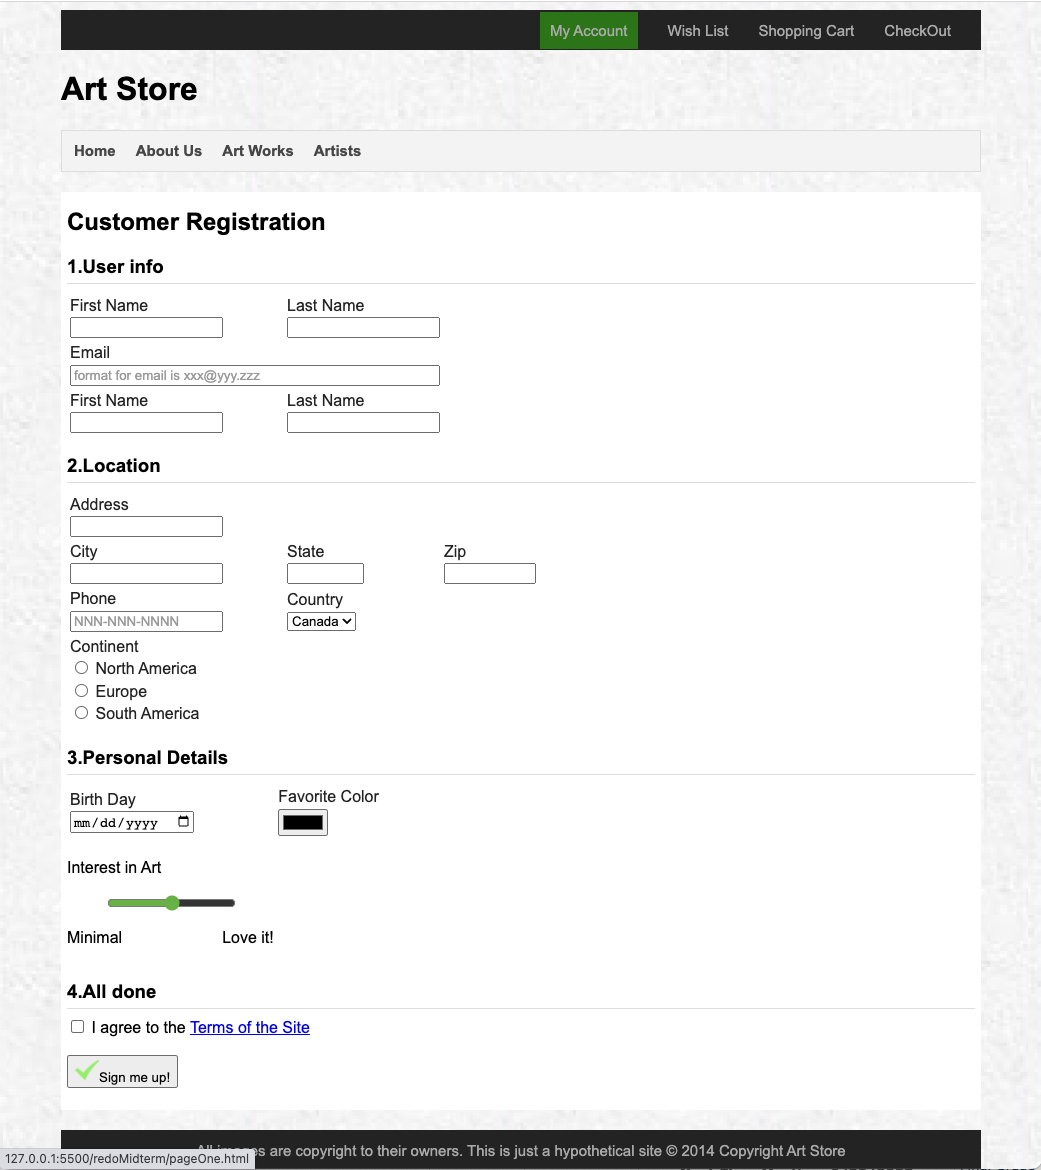 My Account Wish List Shopping Cart CheckOut
Art Store
Home About Us Art Works Artists
Customer Registration
1.User info
First Name Last Name
Email
format for email is xxx@yyy.zzz
First Name Last Name
2.Location
Address
City State Zip
Phone Country
NNN-NNN-NNNN Canada
Continent
North America
Europe
South America
3.Personal Details
Birth Day Favorite Color
mm/dd/yyyy
Interest in Art
Minimal Love it!
4.All done
I agree to the Terms of the Site
Sign me up!
All images are copyright to their owners. This is just a hypothetical site © 2014 Copyright Art Store
127.0.0.1:5500/redoMidterm/pageOne.html